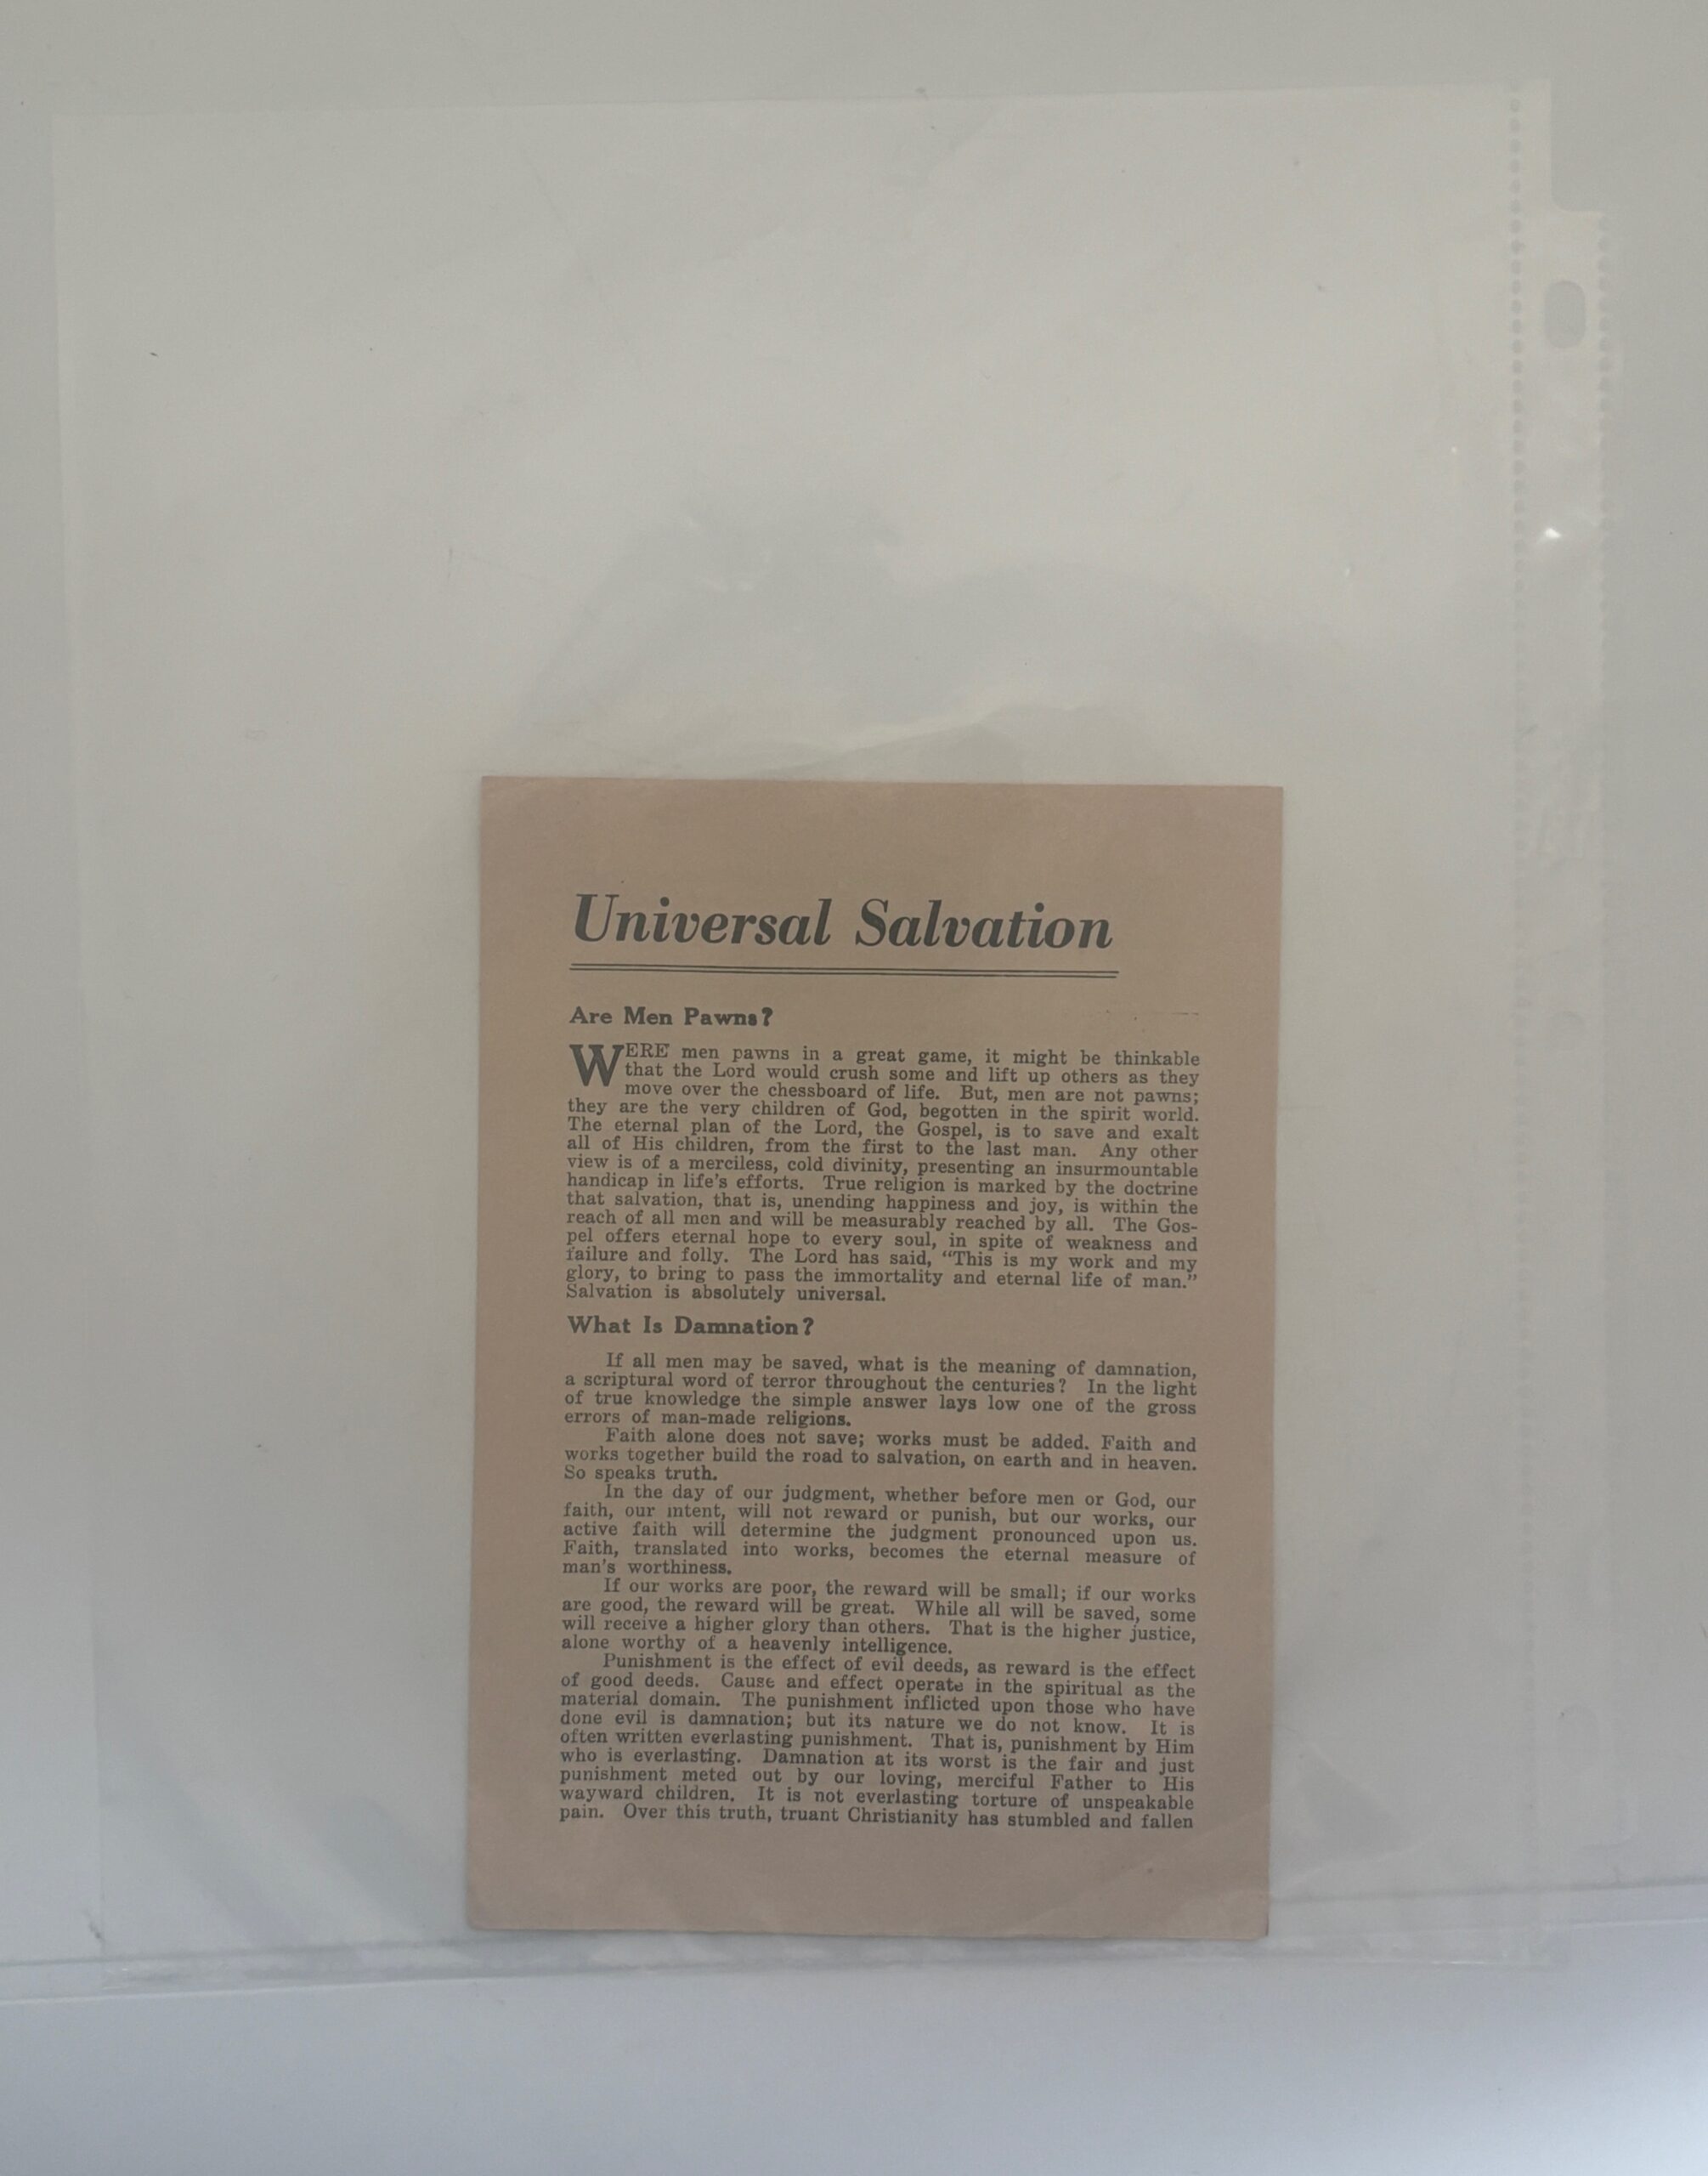 Universal Salvation
Are Men Pawns?
WERE men pawns in a great game, it might be thinkable
that the Lord would crush some and lift up others as they
move over the chessboard of life. But, men are not pawns;
they are the very children of God, begotten in the spirit world.
The eternal plan of the Lord, the Gospel, is to save and exalt
all of His children, from the first to the last man. Any other
view is of a merciless, cold divinity, presenting an insurmountable
handicap in life's efforts. True religion is marked by the doctrine
that salvation, that is, unending happiness and joy, is within the
reach of all men and will be measurably reached by all. The Gos-
pel offers eternal hope to every soul, in spite of weakness and
failure and folly. The Lord has said, "This is my work and my
glory, to bring to pass the immortality and eternal life of man."
Salvation is absolutely universal.
What Is Damnation?
If all men may be saved, what is the meaning of damnation,
a scriptural word of terror throughout the centuries? In the light
of true knowledge the simple answer lays low one of the gross
errors of man-made religions.
Faith alone does not save; works must be added. Faith and
works together build the road to salvation, on earth and in heaven.
So speaks truth.
In the day of our judgment, whether before men or God, our
faith, our intent, will not reward or punish, but our works, our
active faith will determine the judgment pronounced upon us.
Faith, translated into works, becomes the eternal measure of
man's worthiness.
If our works are poor, the reward will be small; if our works
are good, the reward will be great. While all will be saved, some
will receive a higher glory than others. That is the higher justice,
alone worthy of a heavenly intelligence.
Punishment is the effect of evil deeds, as reward is the effect
of good deeds. Cause and effect operate in the spiritual as the
material domain. The punishment inflicted upon those who have
done evil is damnation; but its nature we do not know. It is
often written everlasting punishment. That is, punishment by Him
who is everlasting. Damnation at its worst is the fair and just
punishment meted out by our loving, merciful Father to His
wayward children. It is not everlasting torture of unspeakable
pain. Over this truth, truant Christianity has stumbled and fallen